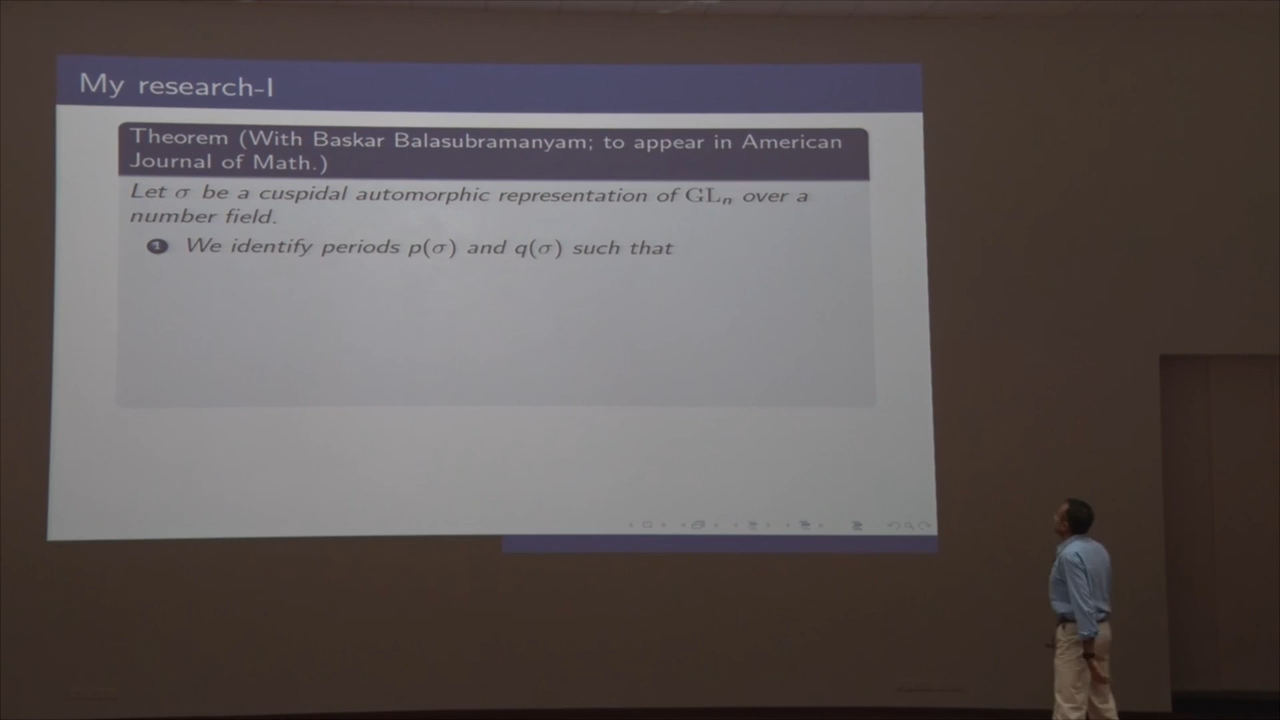 My research-I
Theorem (With Baskar Balasubramanyam; to appear in American
Journal of Math.)
Let σ be a cuspidal automorphic representation of GLₙ over a
number field.
1 We identify periods p(σ) and q(σ) such that